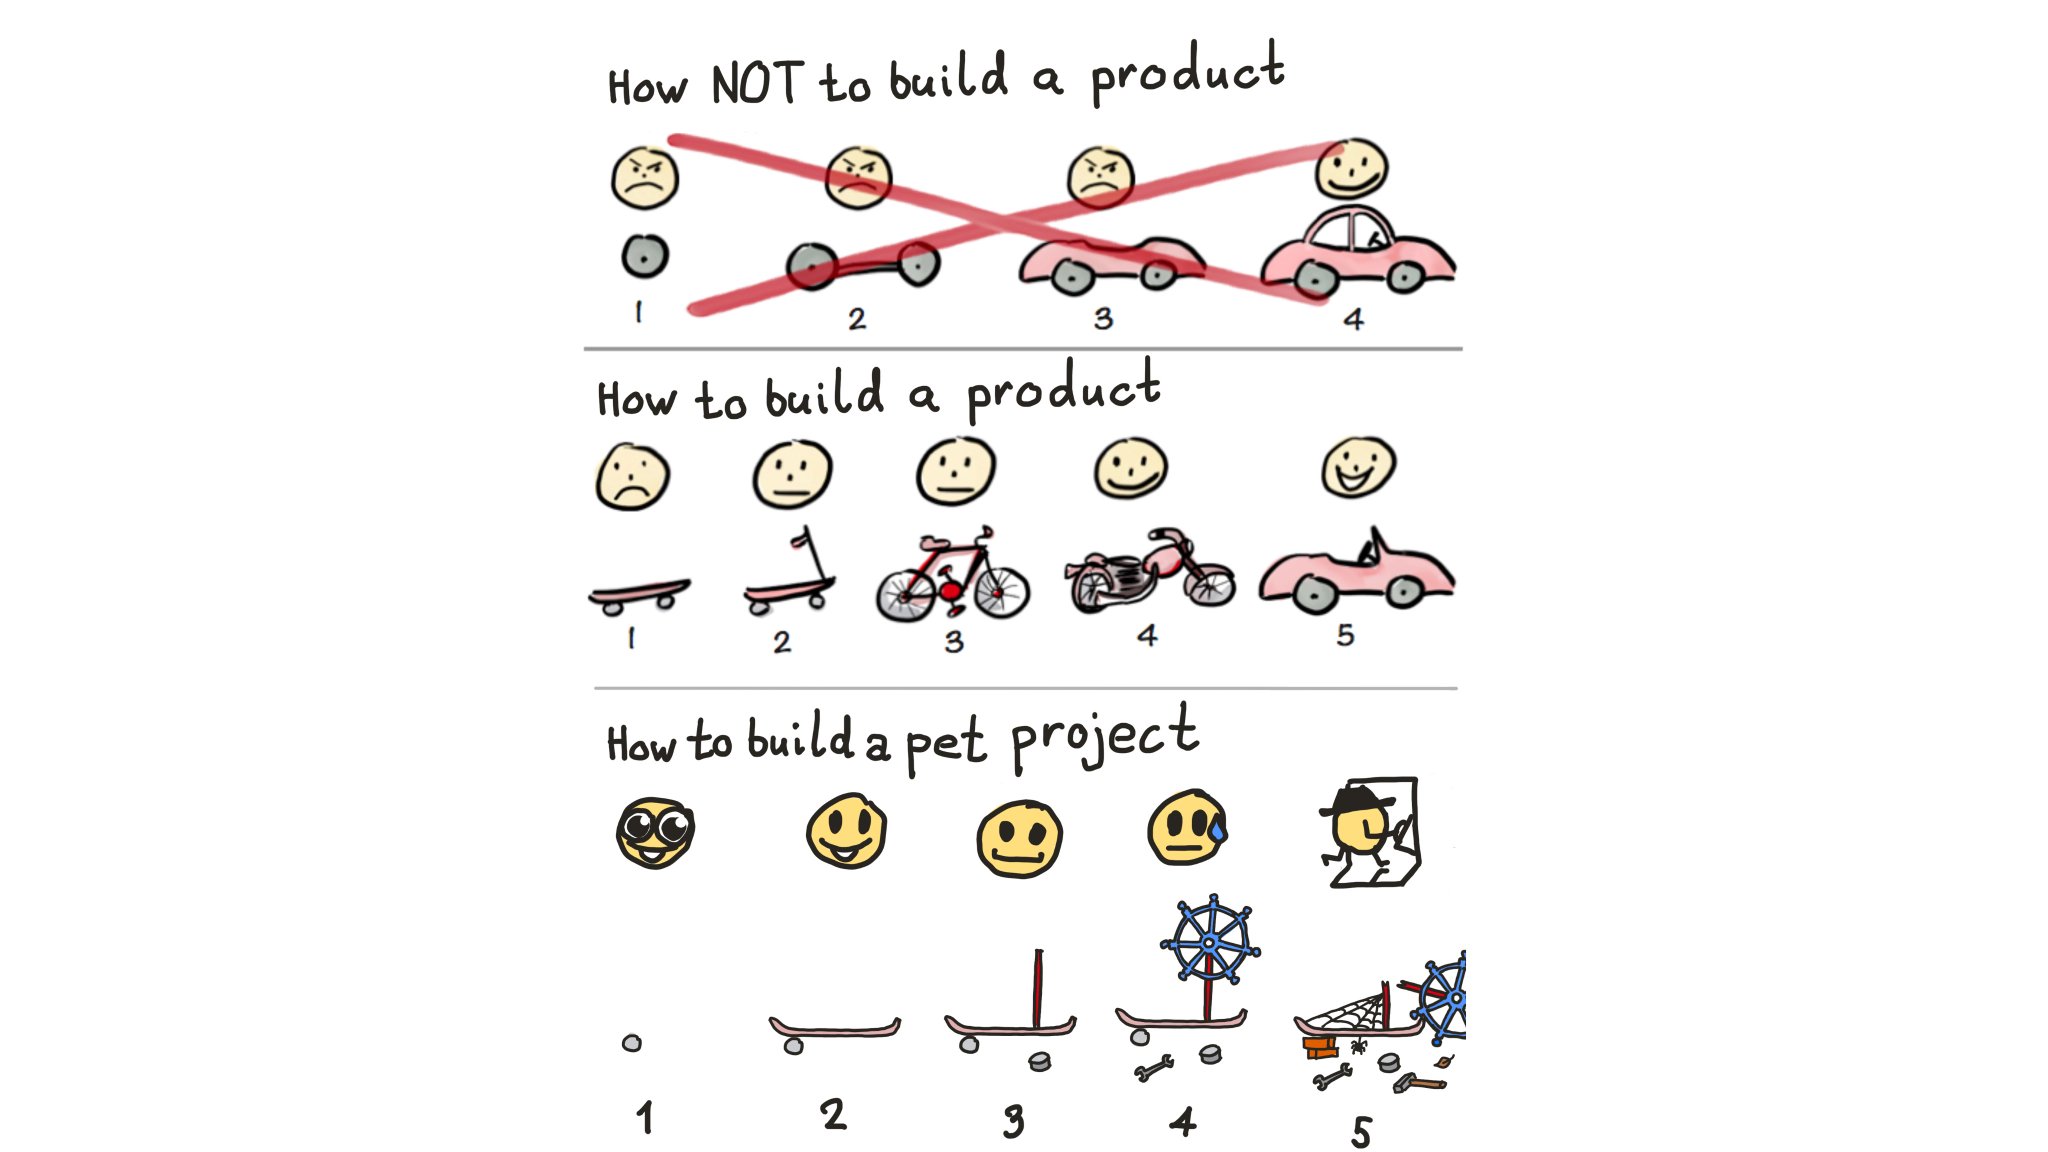 How NOT to build a product
1 2 3 4
How to build a product
1 2 3 4 5
How to build a pet project
1 2 3 4 5